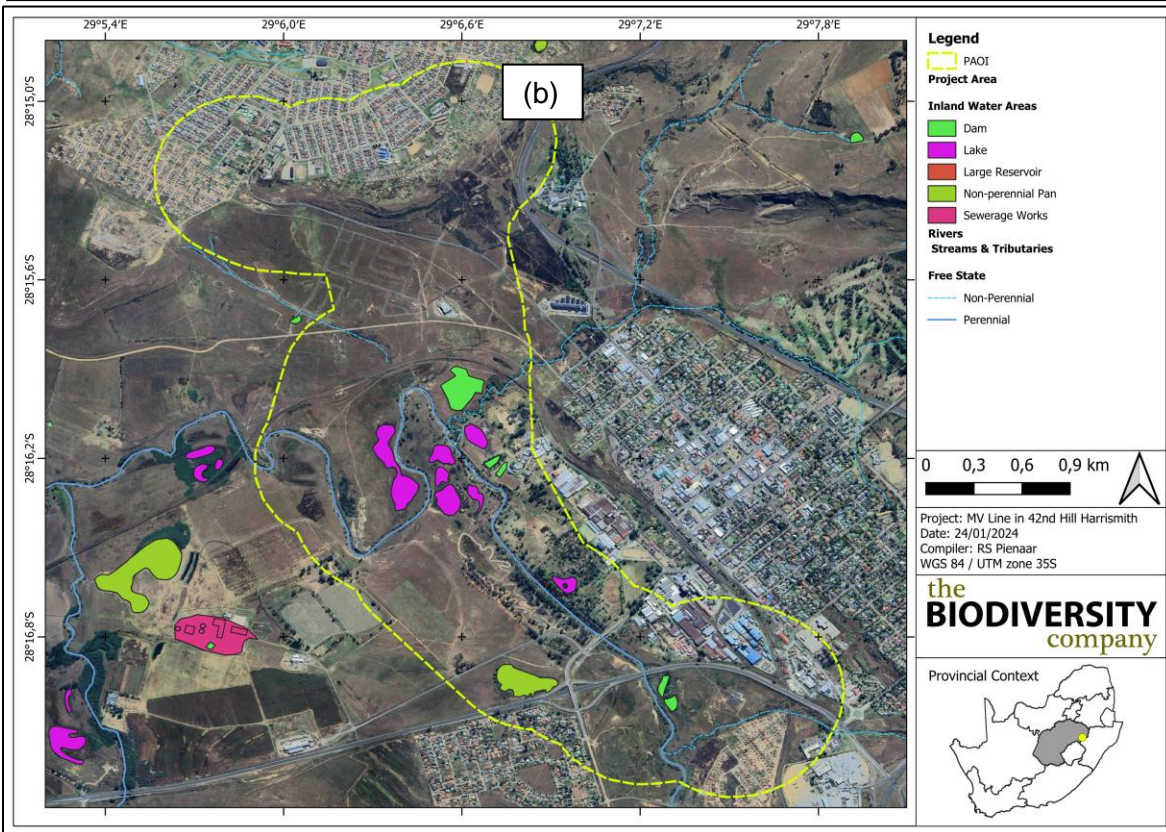 29°5,4'E 29°6,0'E 29°6,6'E 29°7,2'E 29°7,8'E
(b)
28°15,0'S
28°15,6'S
28°16,2'S
28°16,8'S
Legend
PAOI
Project Area
Inland Water Areas
Dam
Lake
Large Reservoir
Non-perennial Pan
Sewerage Works
Rivers
Streams & Tributaries
Free State
Non-Perennial
Perennial
0 0,3 0,6 0,9 km
Project: MV Line in 42nd Hill Harrismith
Date: 24/01/2024
Compiler: RS Pienaar
WGS 84 / UTM zone 35S
the
BIODIVERSITY
company
Provincial Context